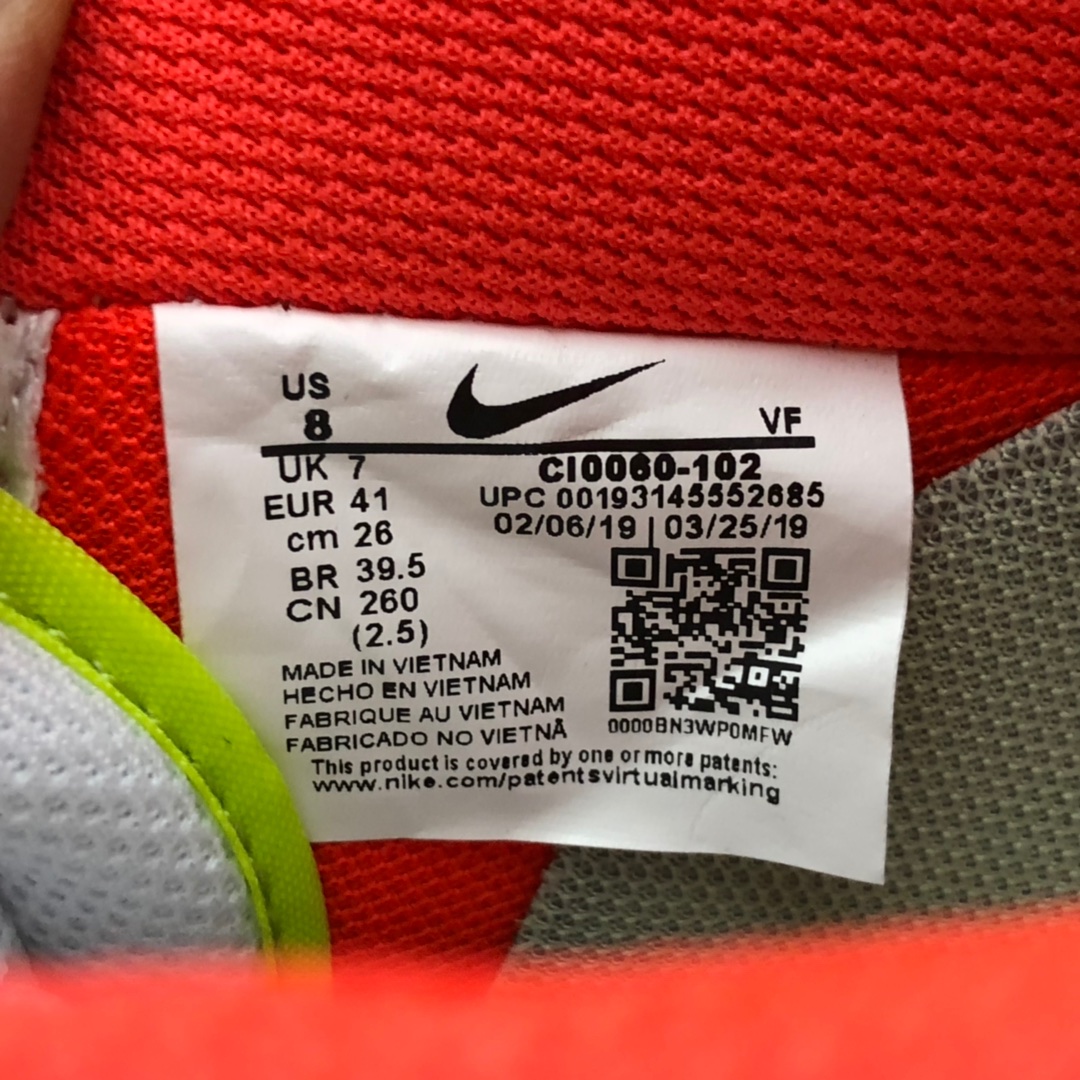 US
8
VF
UK 7
EUR 41
cm 26
BR 39.5
CN 260
(2.5)
CI0060-102
UPC 00193145552685
02/06/19 | 03/25/19
0000BN3WP0MFW
MADE IN VIETNAM
HECHO EN VIETNAM
FABRIQUE AU VIETNAM
FABRICADO NO VIETNÃ
This product is covered by one or more patents:
www.nike.com/patentsvirtualmarking